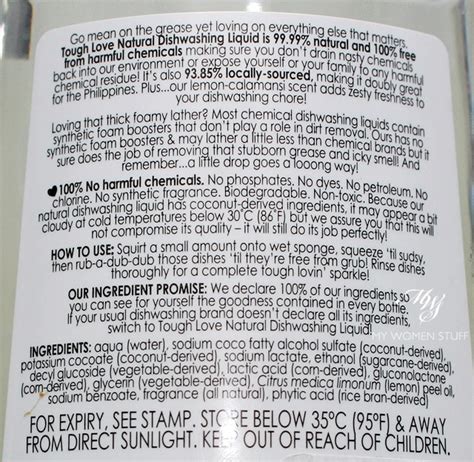 Go mean on the grease yet loving on everything else that matters.
Tough Love Natural Dishwashing Liquid is 99.99% natural and 100% free
from harmful chemicals making sure you don't drain nasty chemicals
back into our environment or expose yourself or your family to any harmful
chemical residue! It's also 93.85% locally-sourced, making it doubly great
for the Philippines. Plus...our lemon-calamansi scent adds zesty freshness to
your dishwashing chore!
Loving that thick foamy lather? Most chemical dishwashing liquids contain
synthetic foam boosters that don't play a role in dirt removal. Ours has no
synthetic foam boosters & may lather a little less than chemical brands but it
sure does the job of removing that stubborn grease and icky smell! And
remember...a little drop goes a looong way!
♥100% No harmful chemicals. No phosphates. No dyes. No petroleum. No
chlorine. No synthetic fragrance. Biodegradable. Non-toxic. Because our
natural dishwashing liquid has coconut-derived ingredients, it may appear a bit
cloudy at cold temperatures below 30°C (86°F) but we assure you that this will
not compromise its quality – it will still do its job perfectly!
HOW TO USE: Squirt a small amount onto wet sponge, squeeze 'til sudsy,
then rub-a-dub-dub those dishes 'til they're free from grub! Rinse dishes
thoroughly for a complete tough lovin' sparkle!
OUR INGREDIENT PROMISE: We declare 100% of our ingredients so
you can see for yourself the goodness contained in every bottle.
If your usual dishwashing brand doesn't declare all its ingredients,
switch to Tough Love Natural Dishwashing Liquid!
MY WOMEN STUFF
INGREDIENTS: aqua (water), sodium coco fatty alcohol sulfate (coconut-derived),
potassium cocoate (coconut-derived), sodium lactate, ethanol (sugarcane-derived),
decyl glucoside (vegetable-derived), lactic acid (corn-derived), gluconolactone
(corn-derived), glycerin (vegetable-derived), Citrus medica limonum (lemon) peel oil,
sodium benzoate, fragrance (all natural), phytic acid (rice bran-derived)
FOR EXPIRY, SEE STAMP. STORE BELOW 35°C (95°F) & AWAY
FROM DIRECT SUNLIGHT. KEEP OUT OF REACH OF CHILDREN.